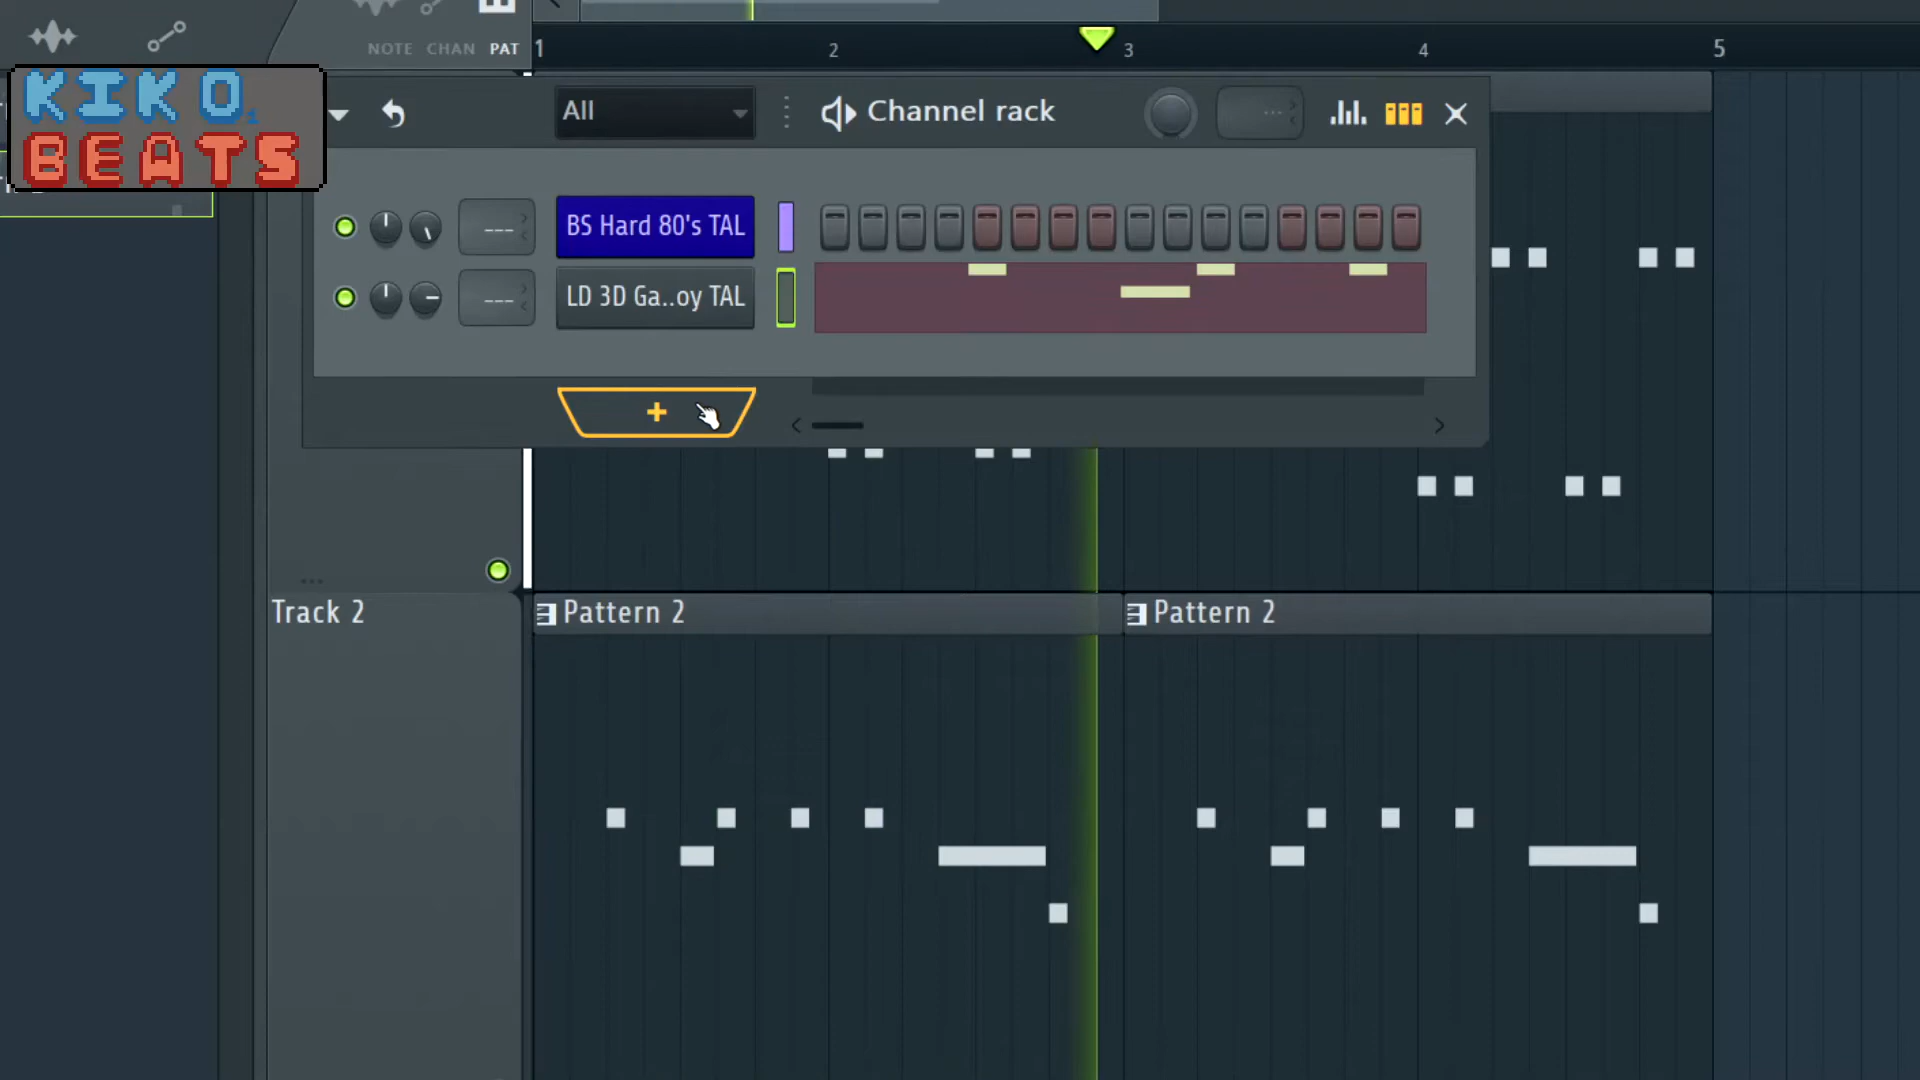 NOTE CHAN PAT
1 2 3 4 5
KIKO
BEATS
All
Channel rack
---
BS Hard 80's TAL
---
LD 3D Ga..oy TAL
---
+
Track 2
Pattern 2
Pattern 2